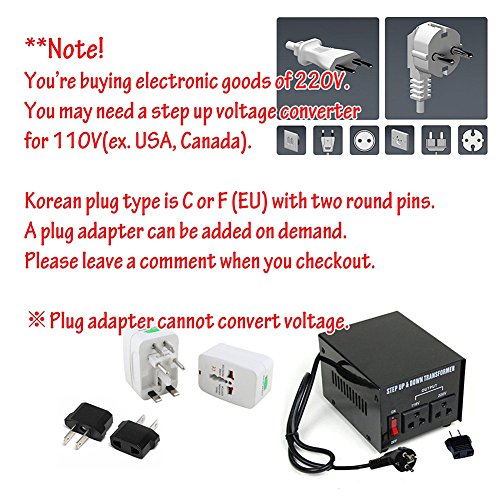 **Note!
You're buying electronic goods of 220V.
You may need a step up voltage converter
for 110V(ex. USA, Canada).
Korean plug type is C or F (EU) with two round pins.
A plug adapter can be added on demand.
Please leave a comment when you checkout.
※ Plug adapter cannot convert voltage.
STEP UP & DOWN TRANSFORMER
OUTPUT
110V 220V
ON
OFF